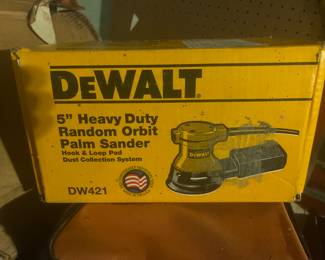 DEWALT
5" Heavy Duty
Random Orbit
Palm Sander
Hook & Loop Pad
Dust Collection System
DEWALT
DW421